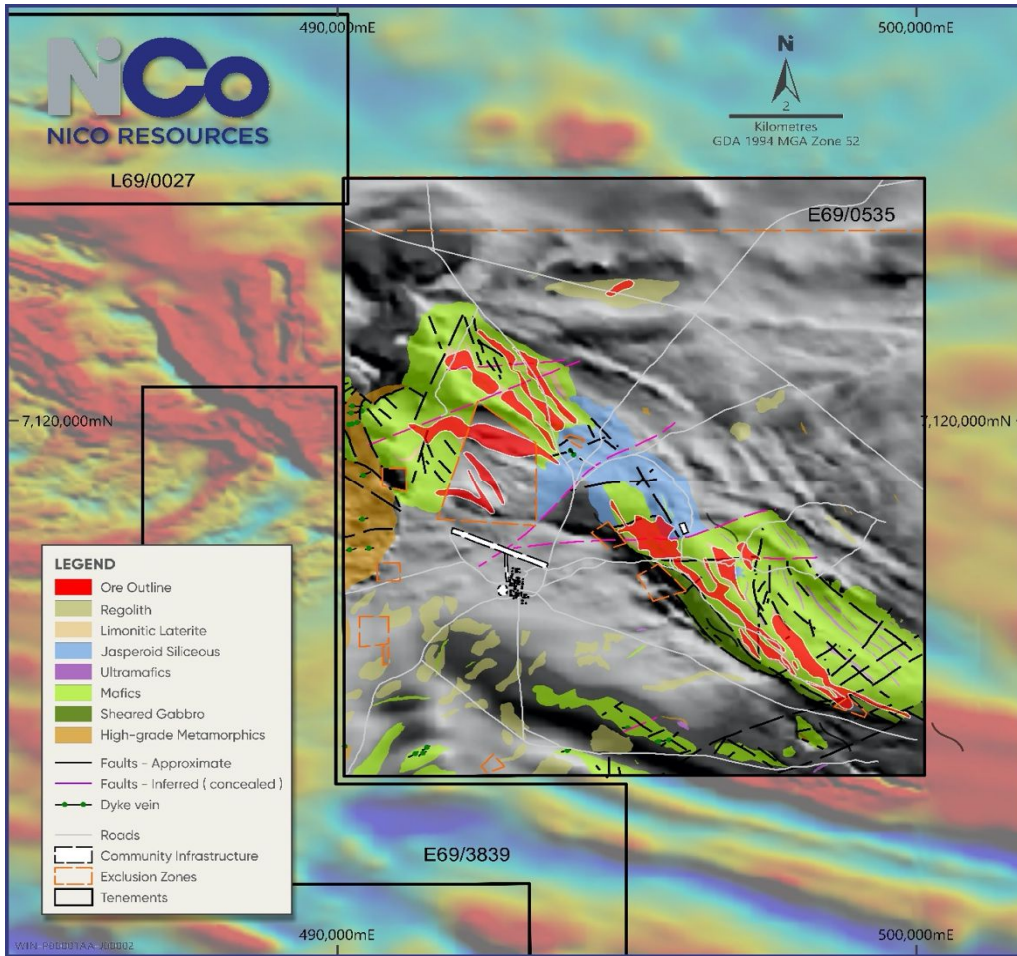 490,000mE
500,000mE
NiCo
NICO RESOURCES
L69/0027
N
2
Kilometres
GDA 1994 MGA Zone 52
E69/0535
7,120,000mN
7,120,000mN
LEGEND
Ore Outline
Regolith
Limonitic Laterite
Jasperoid Siliceous
Ultramafics
Mafics
Sheared Gabbro
High-grade Metamorphics
Faults - Approximate
Faults - Inferred ( concealed )
Dyke vein
Roads
Community Infrastructure
Exclusion Zones
Tenements
E69/3839
490,000mE
500,000mE